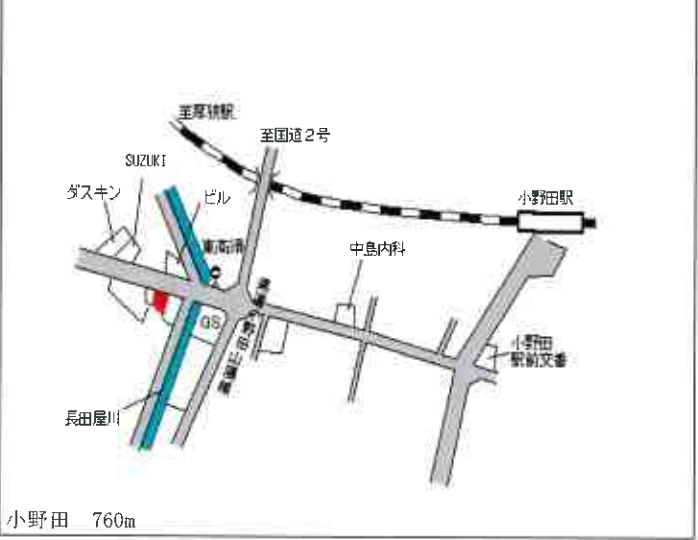 至厚狭駅
至国道2号
SUZUKI
ダスキン
ビル
小野田駅
中島内科
GS
小野田
駅前交番
長田屋川
小野田 760m